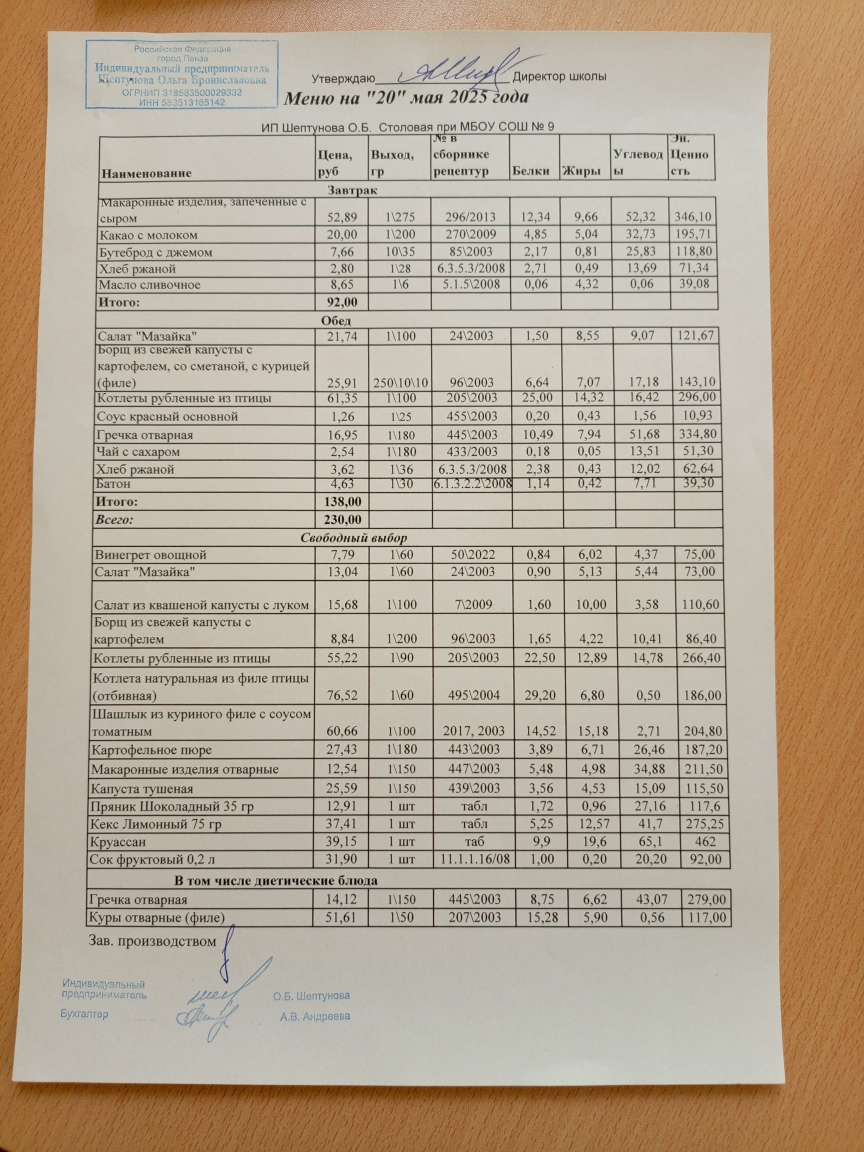 Российская Федерация
город Пенза
Индивидуальный предприниматель
Шептунова Ольга Брониславовна
ОГРНИП 318583500029332
ИНН 583513165142
Утверждаю Директор школы
Меню на "20" мая 2025 года
ИП Шептунова О.Б. Столовая при МБОУ СОШ № 9
Наименование Цена, руб Выход, гр № в сборнике рецептур Белки Жиры Углеводы Эн. Ценность
Завтрак
Макаронные изделия, запеченные с
сыром 52,89 1\275 296/2013 12,34 9,66 52,32 346,10
Какао с молоком 20,00 1\200 270\2009 4,85 5,04 32,73 195,71
Бутеброд с джемом 7,66 10\35 85\2003 2,17 0,81 25,83 118,80
Хлеб ржаной 2,80 1\28 6.3.5.3/2008 2,71 0,49 13,69 71,34
Масло сливочное 8,65 1\6 5.1.5\2008 0,06 4,32 0,06 39,08
Итого: 92,00
Обед
Салат "Мазайка" 21,74 1\100 24\2003 1,50 8,55 9,07 121,67
Борщ из свежей капусты с
картофелем, со сметаной, с курицей
(филе) 25,91 250\10\10 96\2003 6,64 7,07 17,18 143,10
Котлеты рубленные из птицы 61,35 1\100 205\2003 25,00 14,32 16,42 296,00
Соус красный основной 1,26 1\25 455\2003 0,20 0,43 1,56 10,93
Гречка отварная 16,95 1\180 445\2003 10,49 7,94 51,68 334,80
Чай с сахаром 2,54 1\180 433/2003 0,18 0,05 13,51 51,30
Хлеб ржаной 3,62 1\36 6.3.5.3/2008 2,38 0,43 12,02 62,64
Батон 4,63 1\30 6.1.3.2.2\2008 1,14 0,42 7,71 39,30
Итого: 138,00
Всего: 230,00
Свободный выбор
Винегрет овощной 7,79 1\60 50\2022 0,84 6,02 4,37 75,00
Салат "Мазайка" 13,04 1\60 24\2003 0,90 5,13 5,44 73,00
Салат из квашеной капусты с луком 15,68 1\100 7\2009 1,60 10,00 3,58 110,60
Борщ из свежей капусты с
картофелем 8,84 1\200 96\2003 1,65 4,22 10,41 86,40
Котлеты рубленные из птицы 55,22 1\90 205\2003 22,50 12,89 14,78 266,40
Котлета натуральная из филе птицы
(отбивная) 76,52 1\60 495\2004 29,20 6,80 0,50 186,00
Шашлык из куриного филе с соусом
томатным 60,66 1\100 2017, 2003 14,52 15,18 2,71 204,80
Картофельное пюре 27,43 1\180 443\2003 3,89 6,71 26,46 187,20
Макаронные изделия отварные 12,54 1\150 447\2003 5,48 4,98 34,88 211,50
Капуста тушеная 25,59 1\150 439\2003 3,56 4,53 15,09 115,50
Пряник Шоколадный 35 гр 12,91 1 шт табл 1,72 0,96 27,16 117,6
Кекс Лимонный 75 гр 37,41 1 шт табл 5,25 12,57 41,7 275,25
Круассан 39,15 1 шт таб 9,9 19,6 65,1 462
Сок фруктовый 0,2 л 31,90 1 шт 11.1.1.16/08 1,00 0,20 20,20 92,00
В том числе диетические блюда
Гречка отварная 14,12 1\150 445\2003 8,75 6,62 43,07 279,00
Куры отварные (филе) 51,61 1\50 207\2003 15,28 5,90 0,56 117,00
Зав. производством
Индивидуальный
предприниматель О.Б. Шептунова
Бухгалтер А.В. Андреева